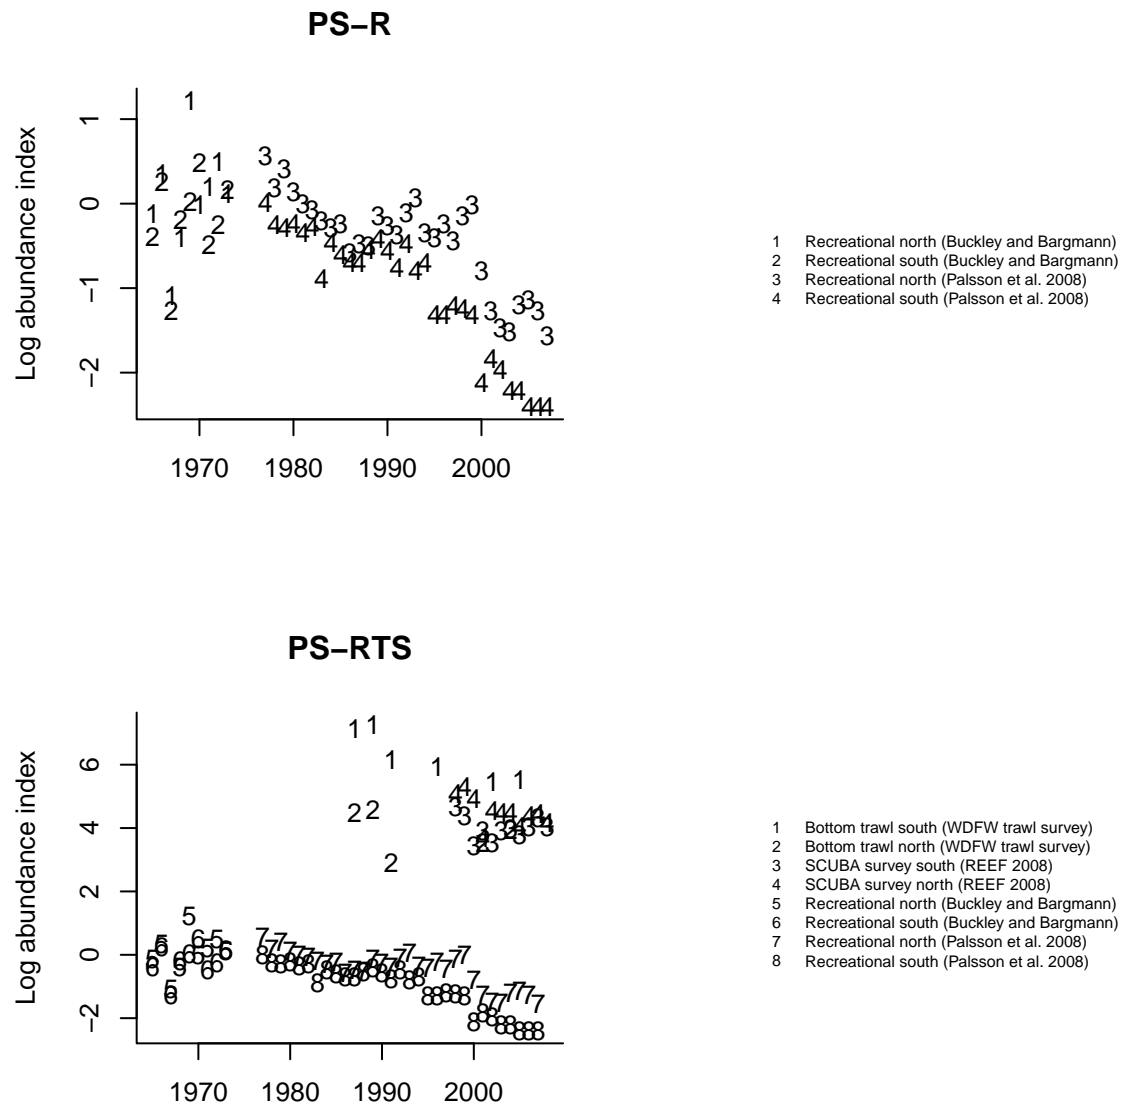 PS−R
Log abundance index
1
0
−1
−2
1970 1980 1990 2000
1 Recreational north (Buckley and Bargmann)
2 Recreational south (Buckley and Bargmann)
3 Recreational north (Palsson et al. 2008)
4 Recreational south (Palsson et al. 2008)
PS−RTS
Log abundance index
6
4
2
0
−2
1970 1980 1990 2000
1 Bottom trawl south (WDFW trawl survey)
2 Bottom trawl north (WDFW trawl survey)
3 SCUBA survey south (REEF 2008)
4 SCUBA survey north (REEF 2008)
5 Recreational north (Buckley and Bargmann)
6 Recreational south (Buckley and Bargmann)
7 Recreational north (Palsson et al. 2008)
8 Recreational south (Palsson et al. 2008)